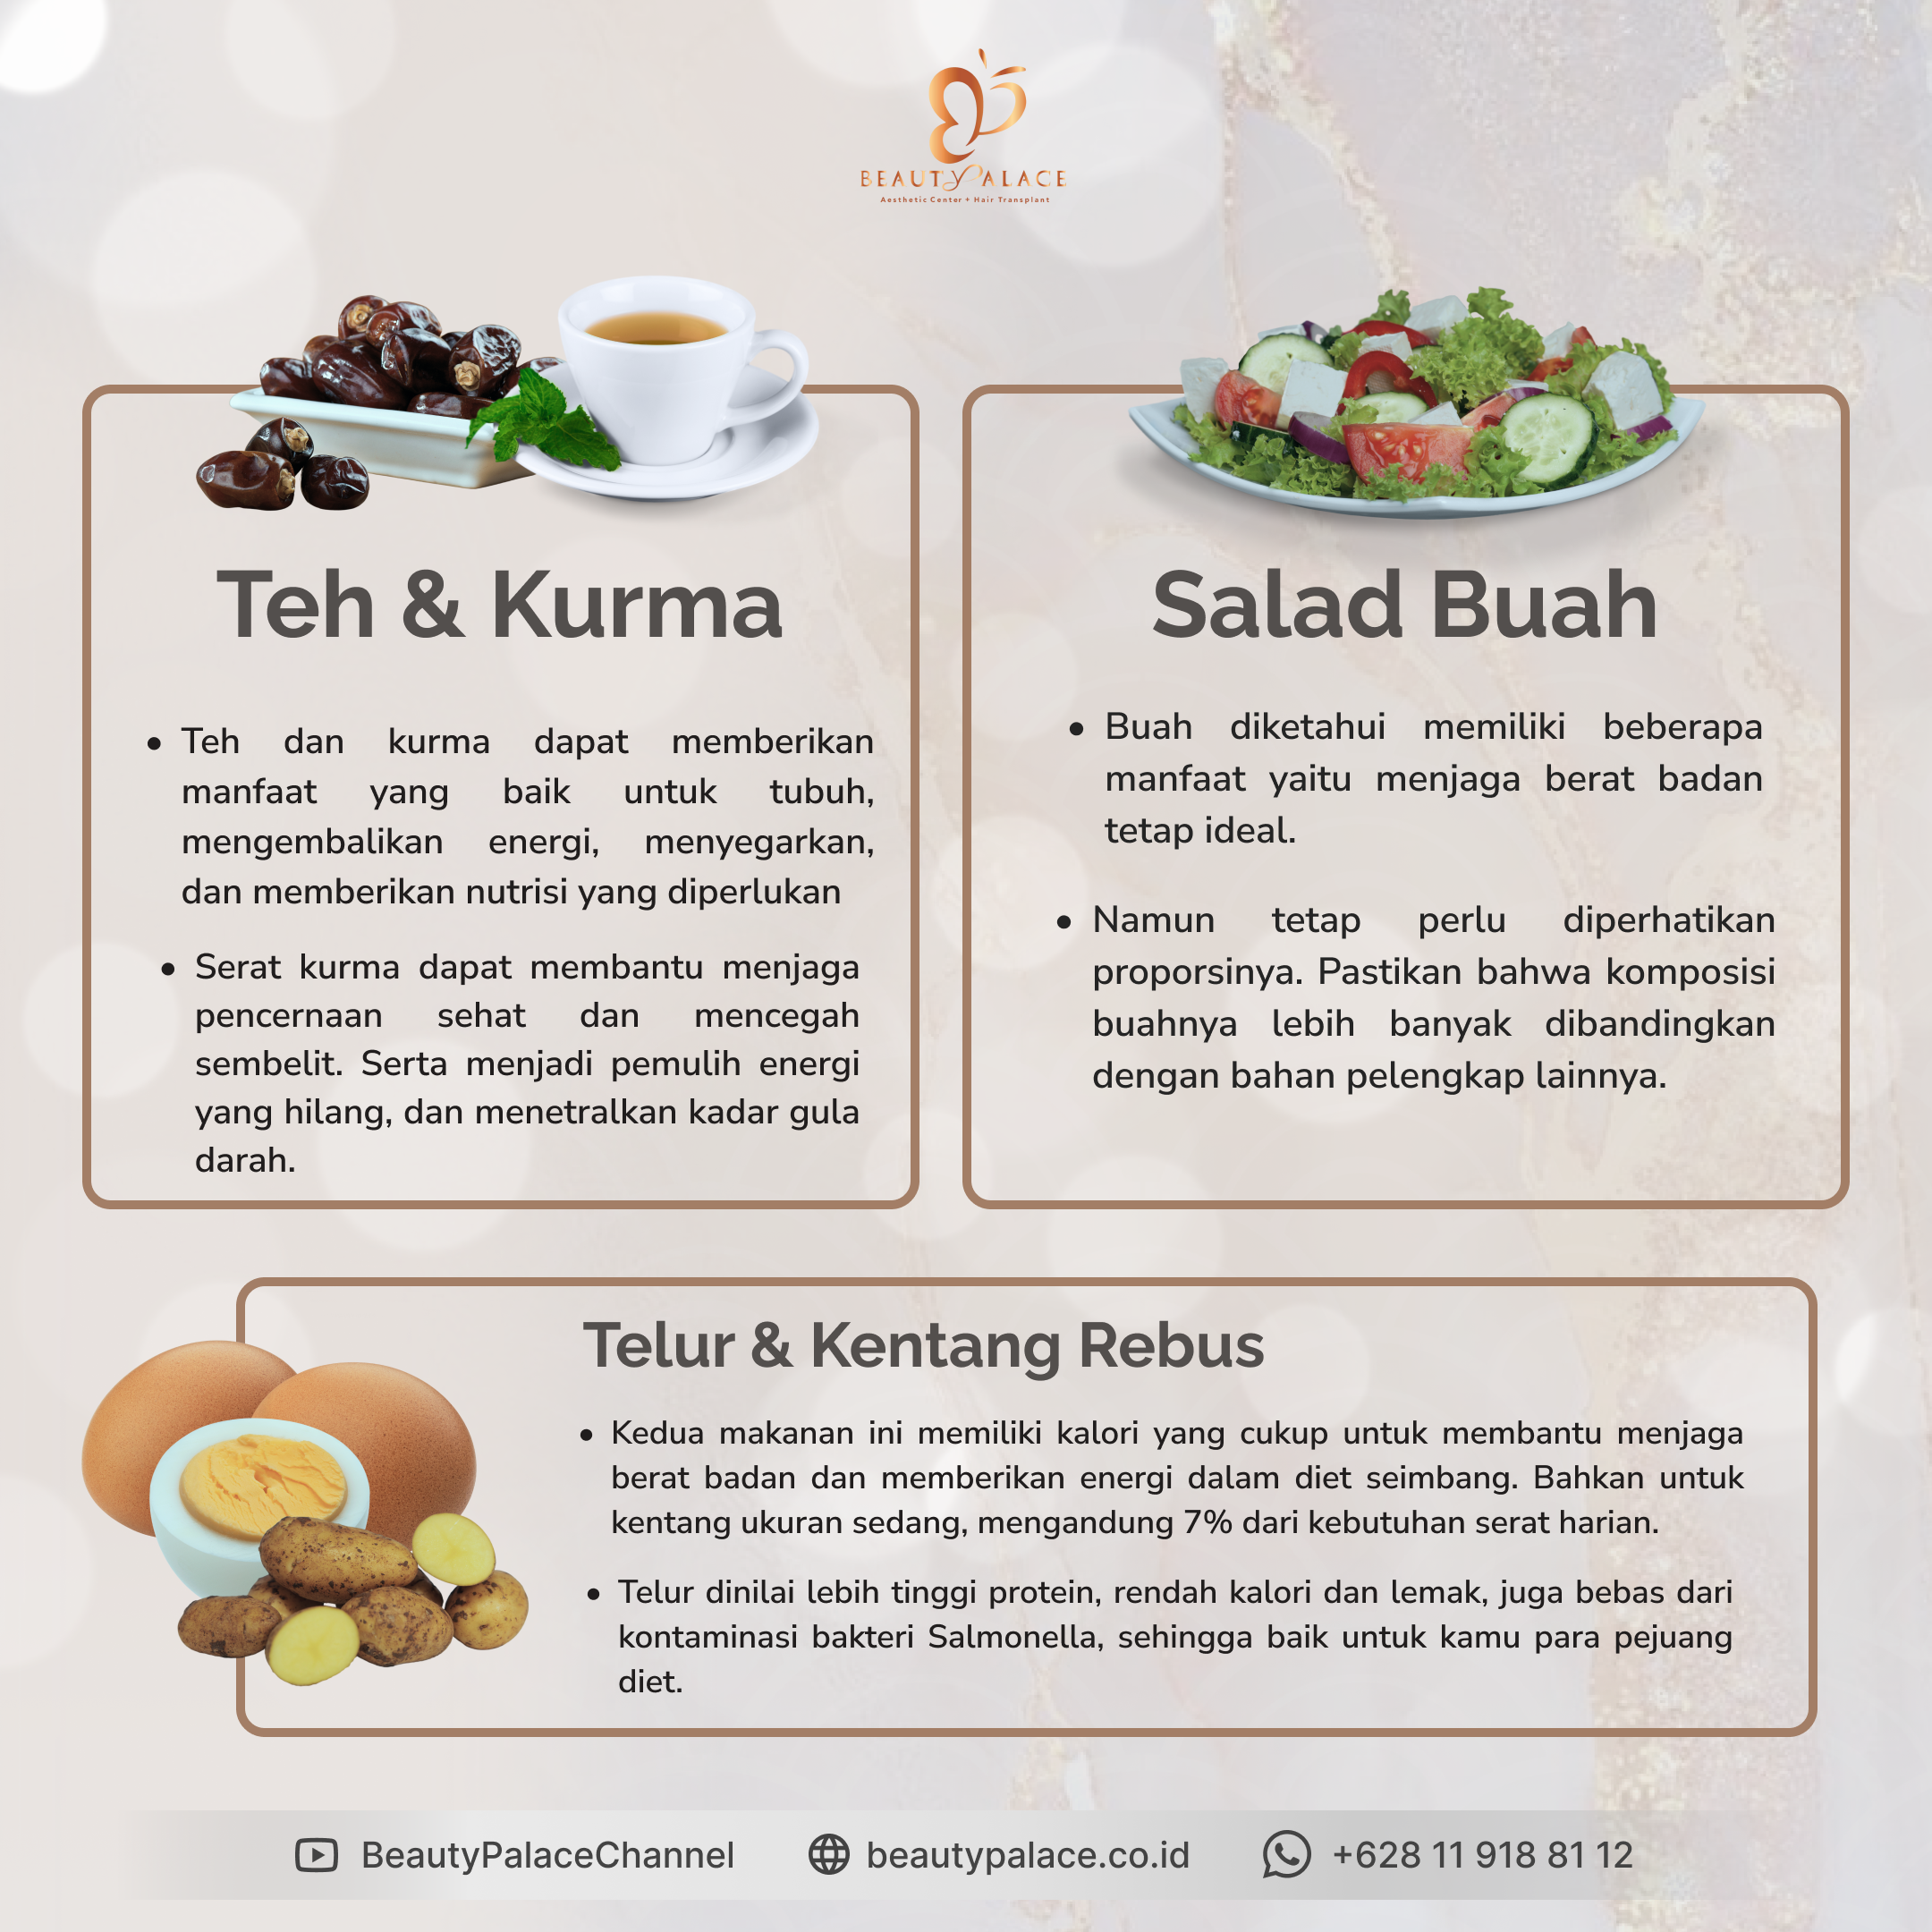 BEAUTYPALACE
Aesthetic Center + Hair Transplant
Teh & Kurma
• Teh dan kurma dapat memberikan
manfaat yang baik untuk tubuh,
mengembalikan energi, menyegarkan,
dan memberikan nutrisi yang diperlukan
• Serat kurma dapat membantu menjaga
pencernaan sehat dan mencegah
sembelit. Serta menjadi pemulih energi
yang hilang, dan menetralkan kadar gula
darah.
Salad Buah
• Buah diketahui memiliki beberapa
manfaat yaitu menjaga berat badan
tetap ideal.
• Namun tetap perlu diperhatikan
proporsinya. Pastikan bahwa komposisi
buahnya lebih banyak dibandingkan
dengan bahan pelengkap lainnya.
Telur & Kentang Rebus
• Kedua makanan ini memiliki kalori yang cukup untuk membantu menjaga
berat badan dan memberikan energi dalam diet seimbang. Bahkan untuk
kentang ukuran sedang, mengandung 7% dari kebutuhan serat harian.
• Telur dinilai lebih tinggi protein, rendah kalori dan lemak, juga bebas dari
kontaminasi bakteri Salmonella, sehingga baik untuk kamu para pejuang
diet.
BeautyPalaceChannel
beautypalace.co.id
+628 11 918 81 12